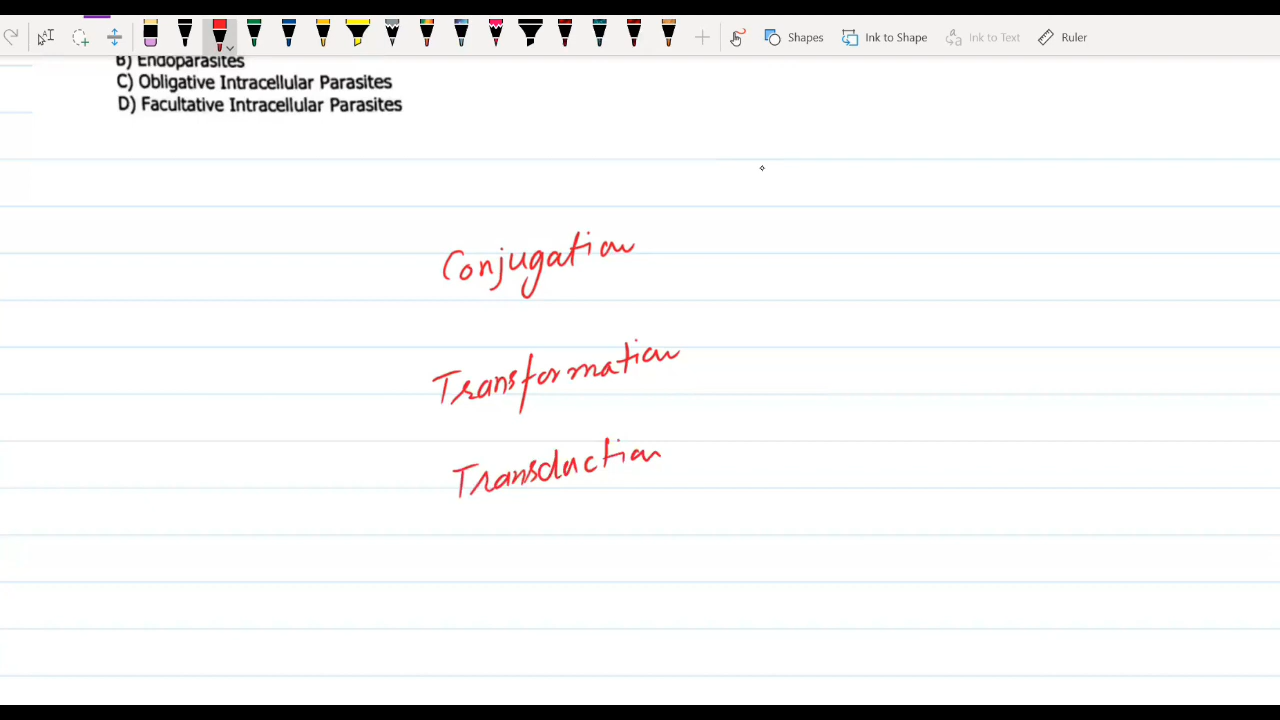 Shapes
Ink to Shape
Ink to Text
Ruler
B) Endoparasites
C) Obligative Intracellular Parasites
D) Facultative Intracellular Parasites
Conjugation
Transformation
Transduction